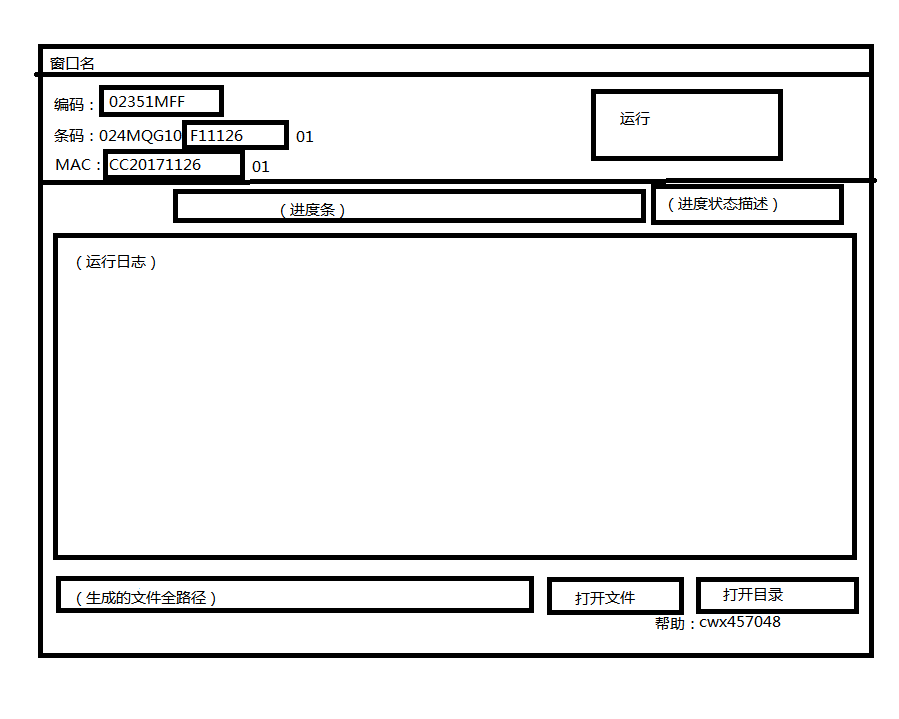 窗口名
编码：02351MFF
运行
条码：024MQG10 F11126 01
MAC：CC20171126 01
（进度条）
（进度状态描述）
（运行日志）
（生成的文件全路径）
打开文件
打开目录
帮助：cwx457048